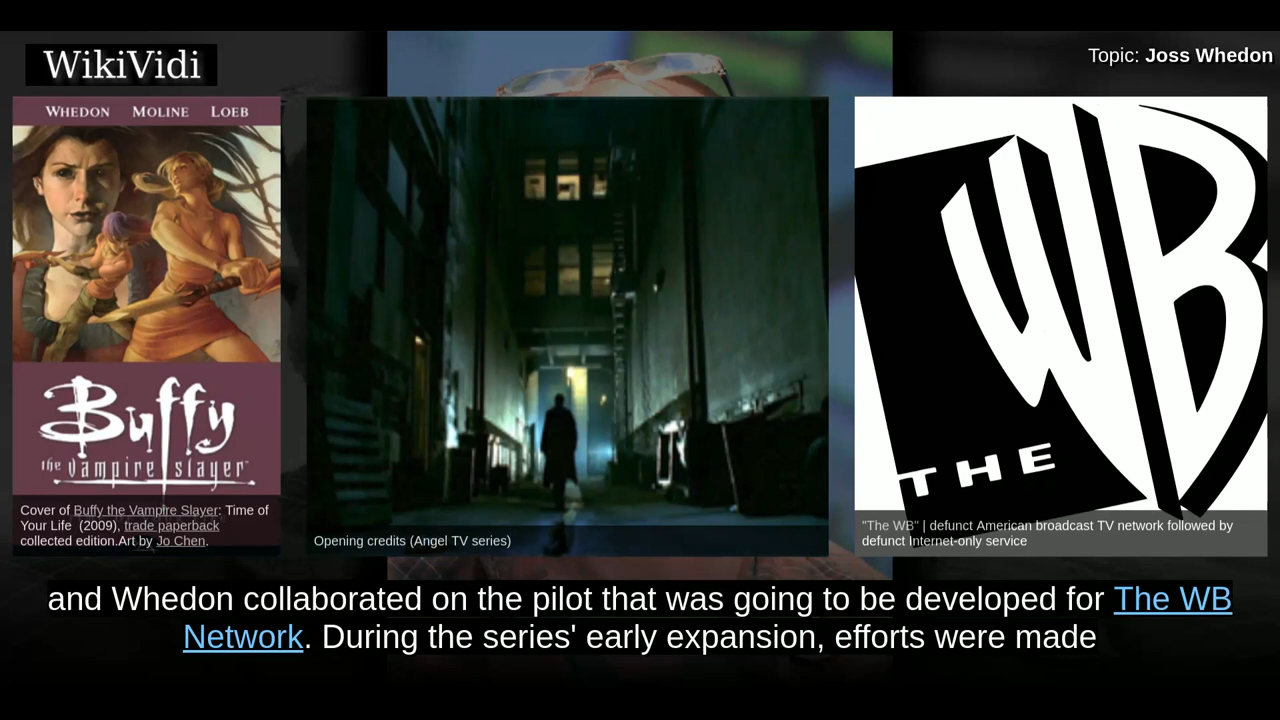 WikiVidi
Topic: Joss Whedon
WHEDON MOLINE LOEB
Buffy
the vampire slayer
Cover of Buffy the Vampire Slayer: Time of
Your Life (2009), trade paperback
collected edition.Art by Jo Chen.
Opening credits (Angel TV series)
THE WB
"The WB" | defunct American broadcast TV network followed by
defunct Internet-only service
and Whedon collaborated on the pilot that was going to be developed for The WB
Network. During the series' early expansion, efforts were made